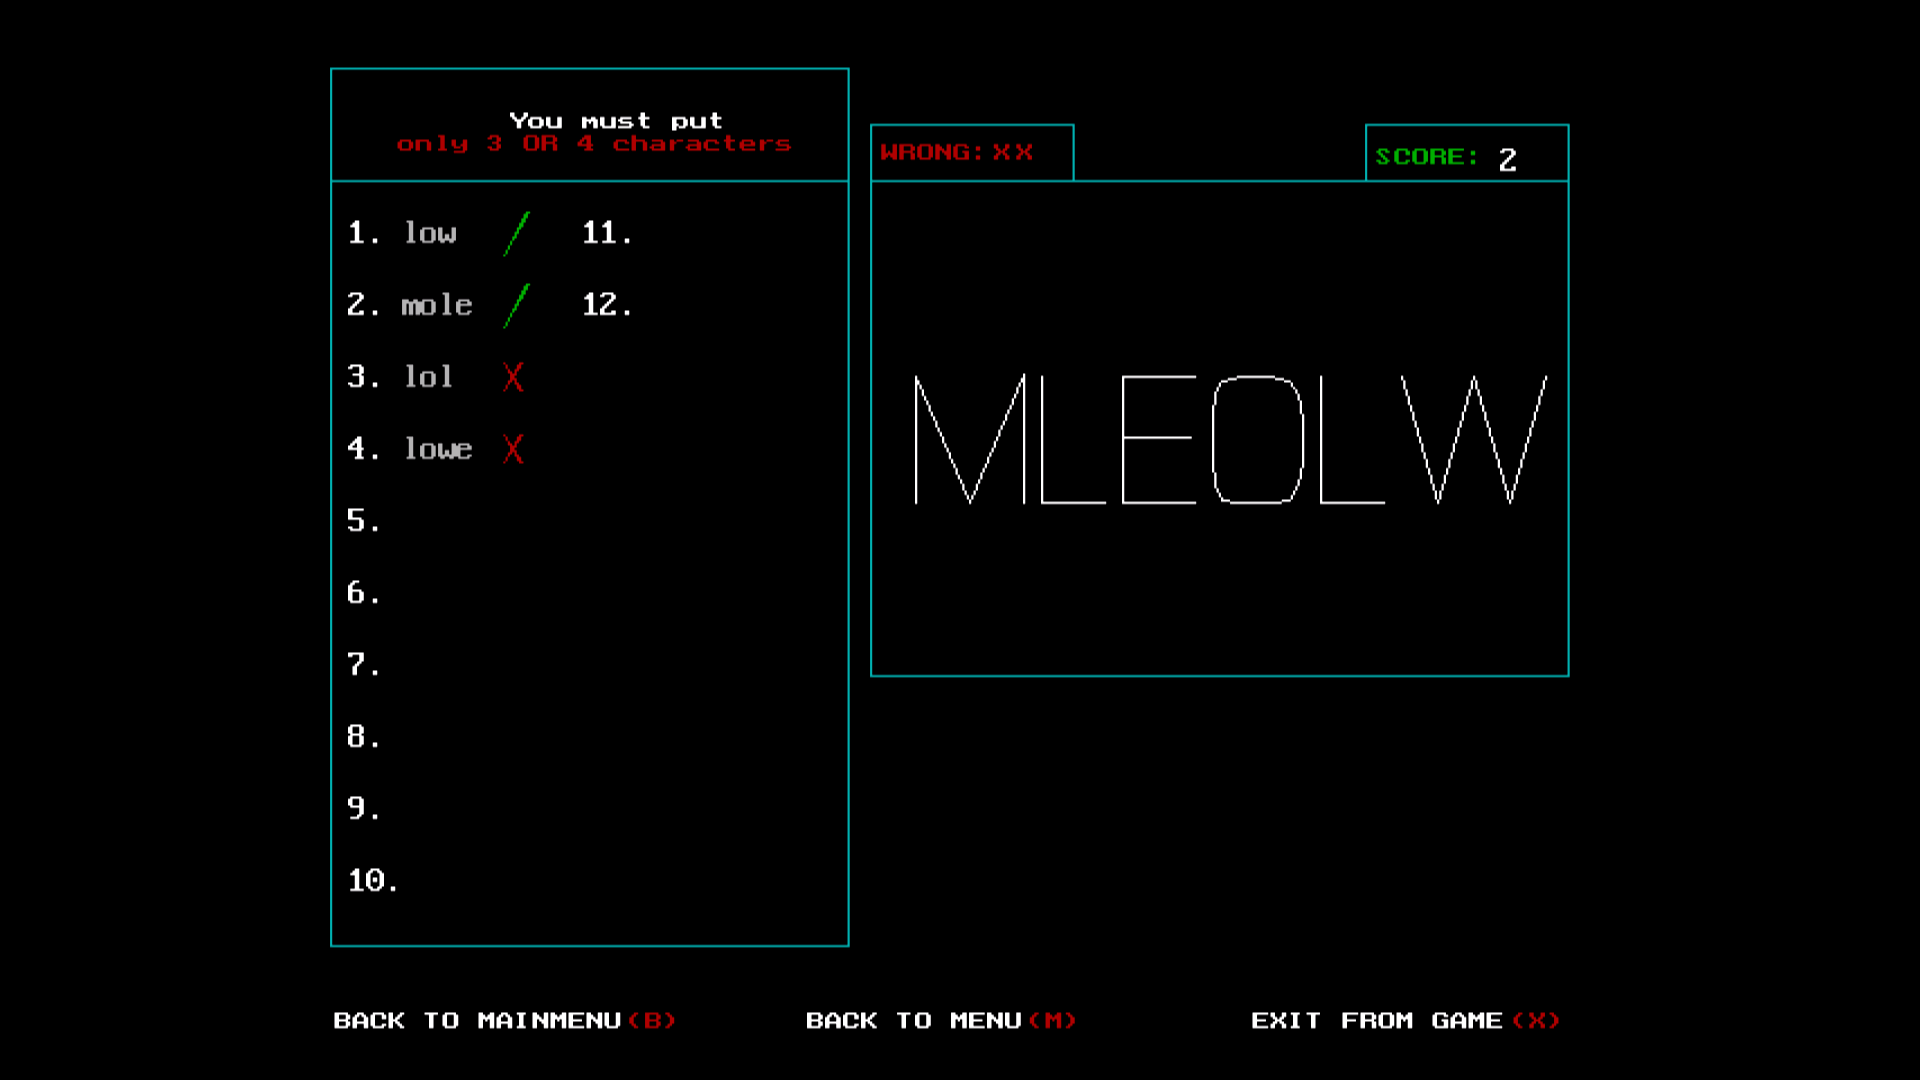 You must put
only 3 OR 4 characters
1. low / 11.
2. mole / 12.
3. lol X
4. lowe X
5.
6.
7.
8.
9.
10.
WRONG: XX
SCORE: 2
MLEOLW
BACK TO MAINMENU(B)
BACK TO MENU(M)
EXIT FROM GAME(X)